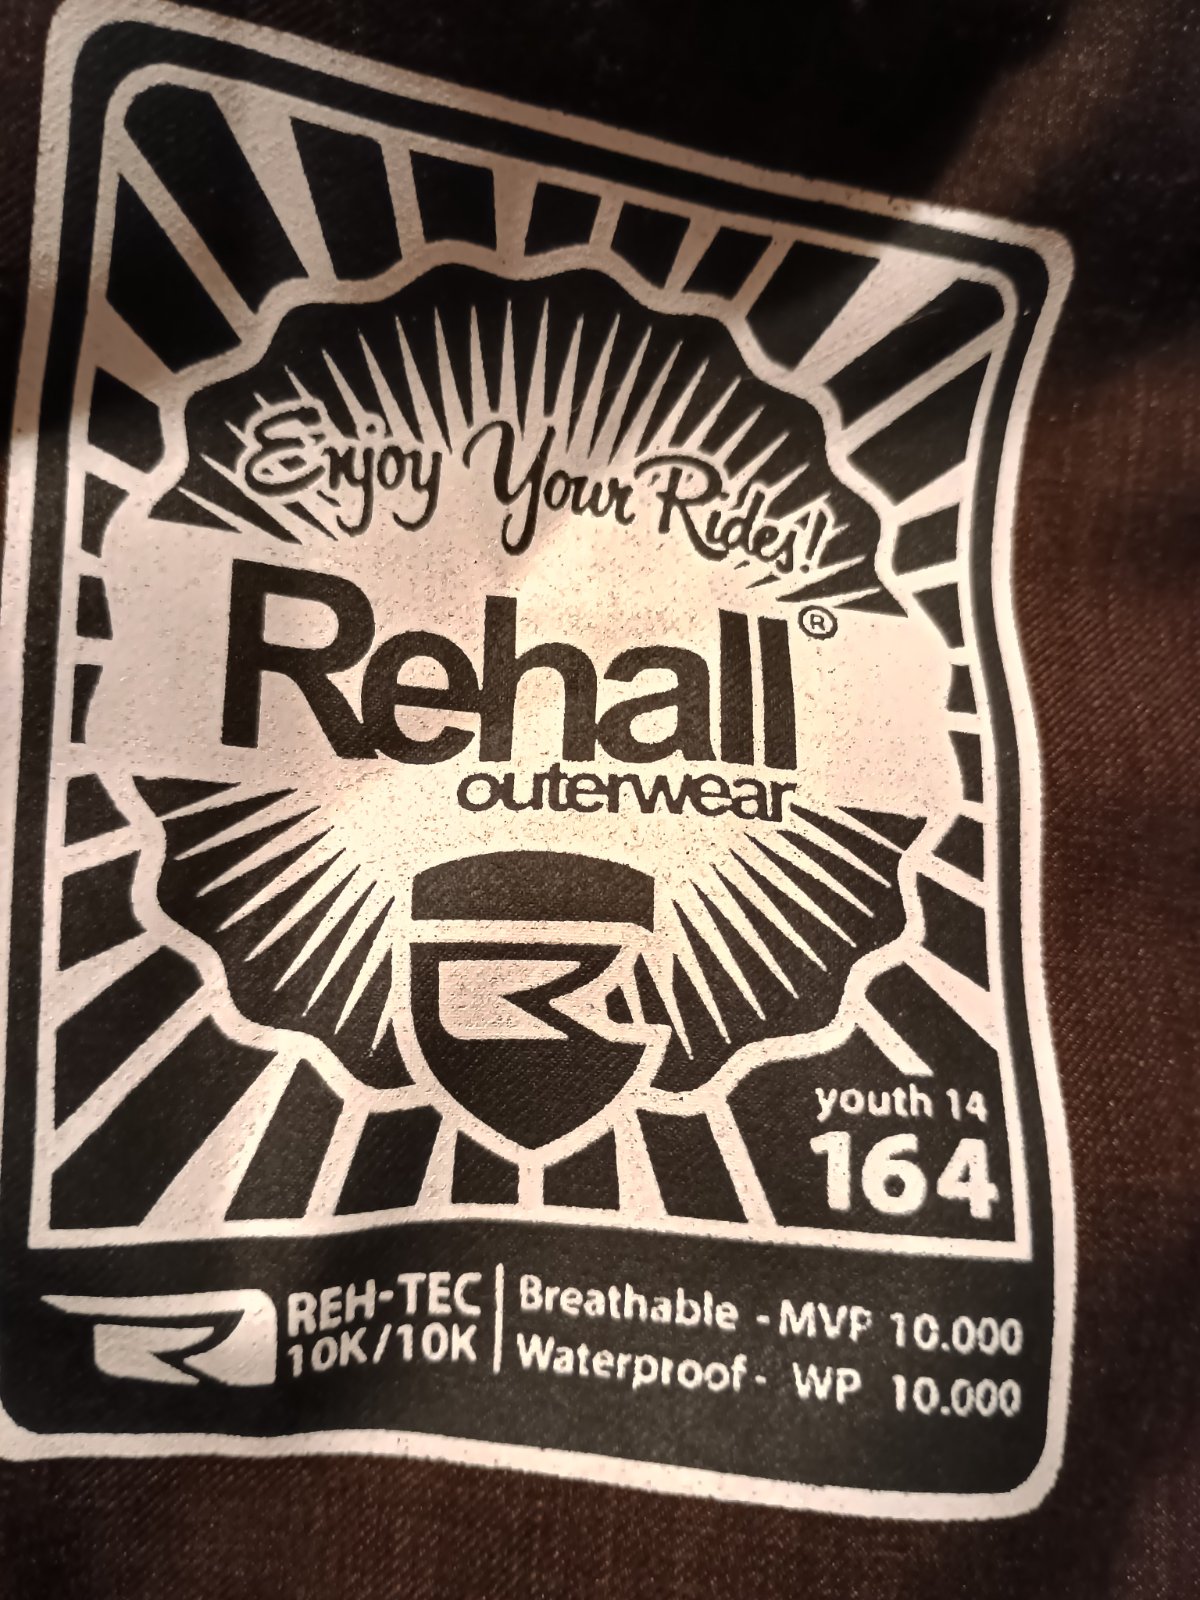 Enjoy Your Rides!
Rehall®
outerwear
youth 14
164
REH-TEC
10K/10K
Breathable - MVP 10.000
Waterproof - WP 10.000